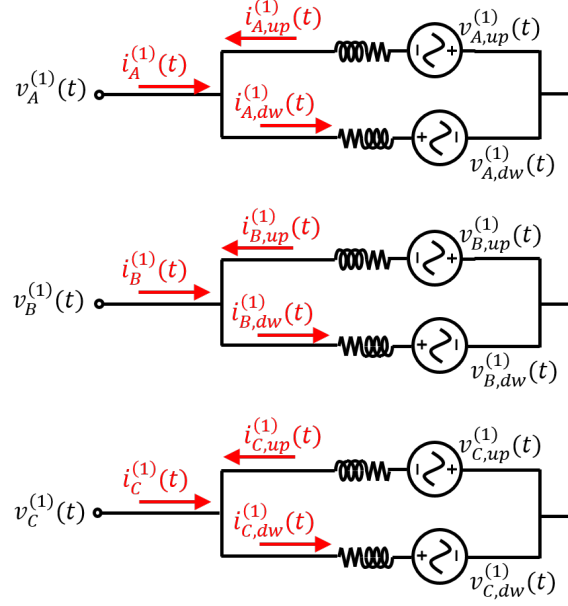 i_{A,up}^{(1)}(t)
v_{A,up}^{(1)}(t)
i_A^{(1)}(t)
− +
v_A^{(1)}(t)
i_{A,dw}^{(1)}(t)
+ −
v_{A,dw}^{(1)}(t)
i_{B,up}^{(1)}(t)
v_{B,up}^{(1)}(t)
i_B^{(1)}(t)
− +
v_B^{(1)}(t)
i_{B,dw}^{(1)}(t)
+ −
v_{B,dw}^{(1)}(t)
i_{C,up}^{(1)}(t)
v_{C,up}^{(1)}(t)
i_C^{(1)}(t)
− +
v_C^{(1)}(t)
i_{C,dw}^{(1)}(t)
+ −
v_{C,dw}^{(1)}(t)